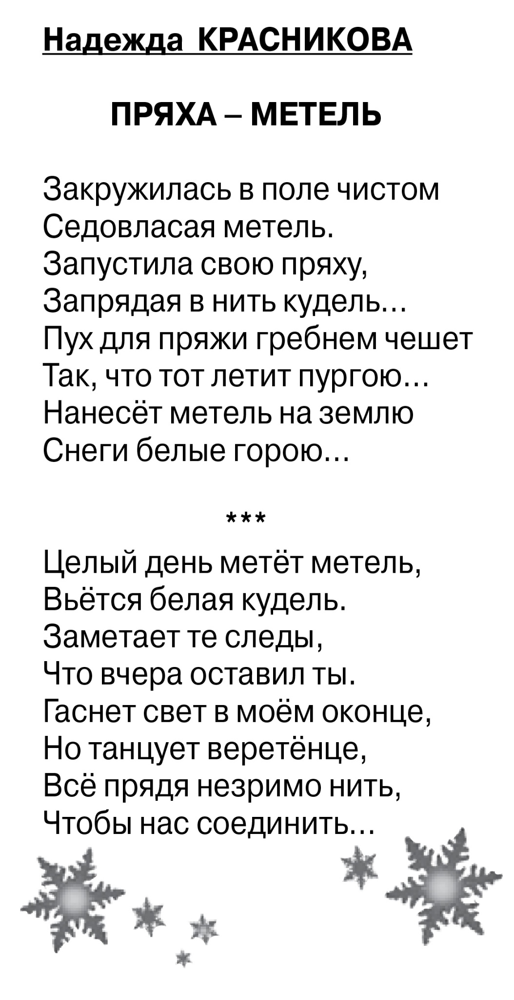 Надежда КРАСНИКОВА
ПРЯХА – МЕТЕЛЬ
Закружилась в поле чистом
Седовласая метель.
Запустила свою пряху,
Запрядая в нить кудель...
Пух для пряжи гребнем чешет
Так, что тот летит пургою...
Нанесёт метель на землю
Снеги белые горою...
***
Целый день метёт метель,
Вьётся белая кудель.
Заметает те следы,
Что вчера оставил ты.
Гаснет свет в моём оконце,
Но танцует веретёнце,
Всё прядя незримо нить,
Чтобы нас соединить...